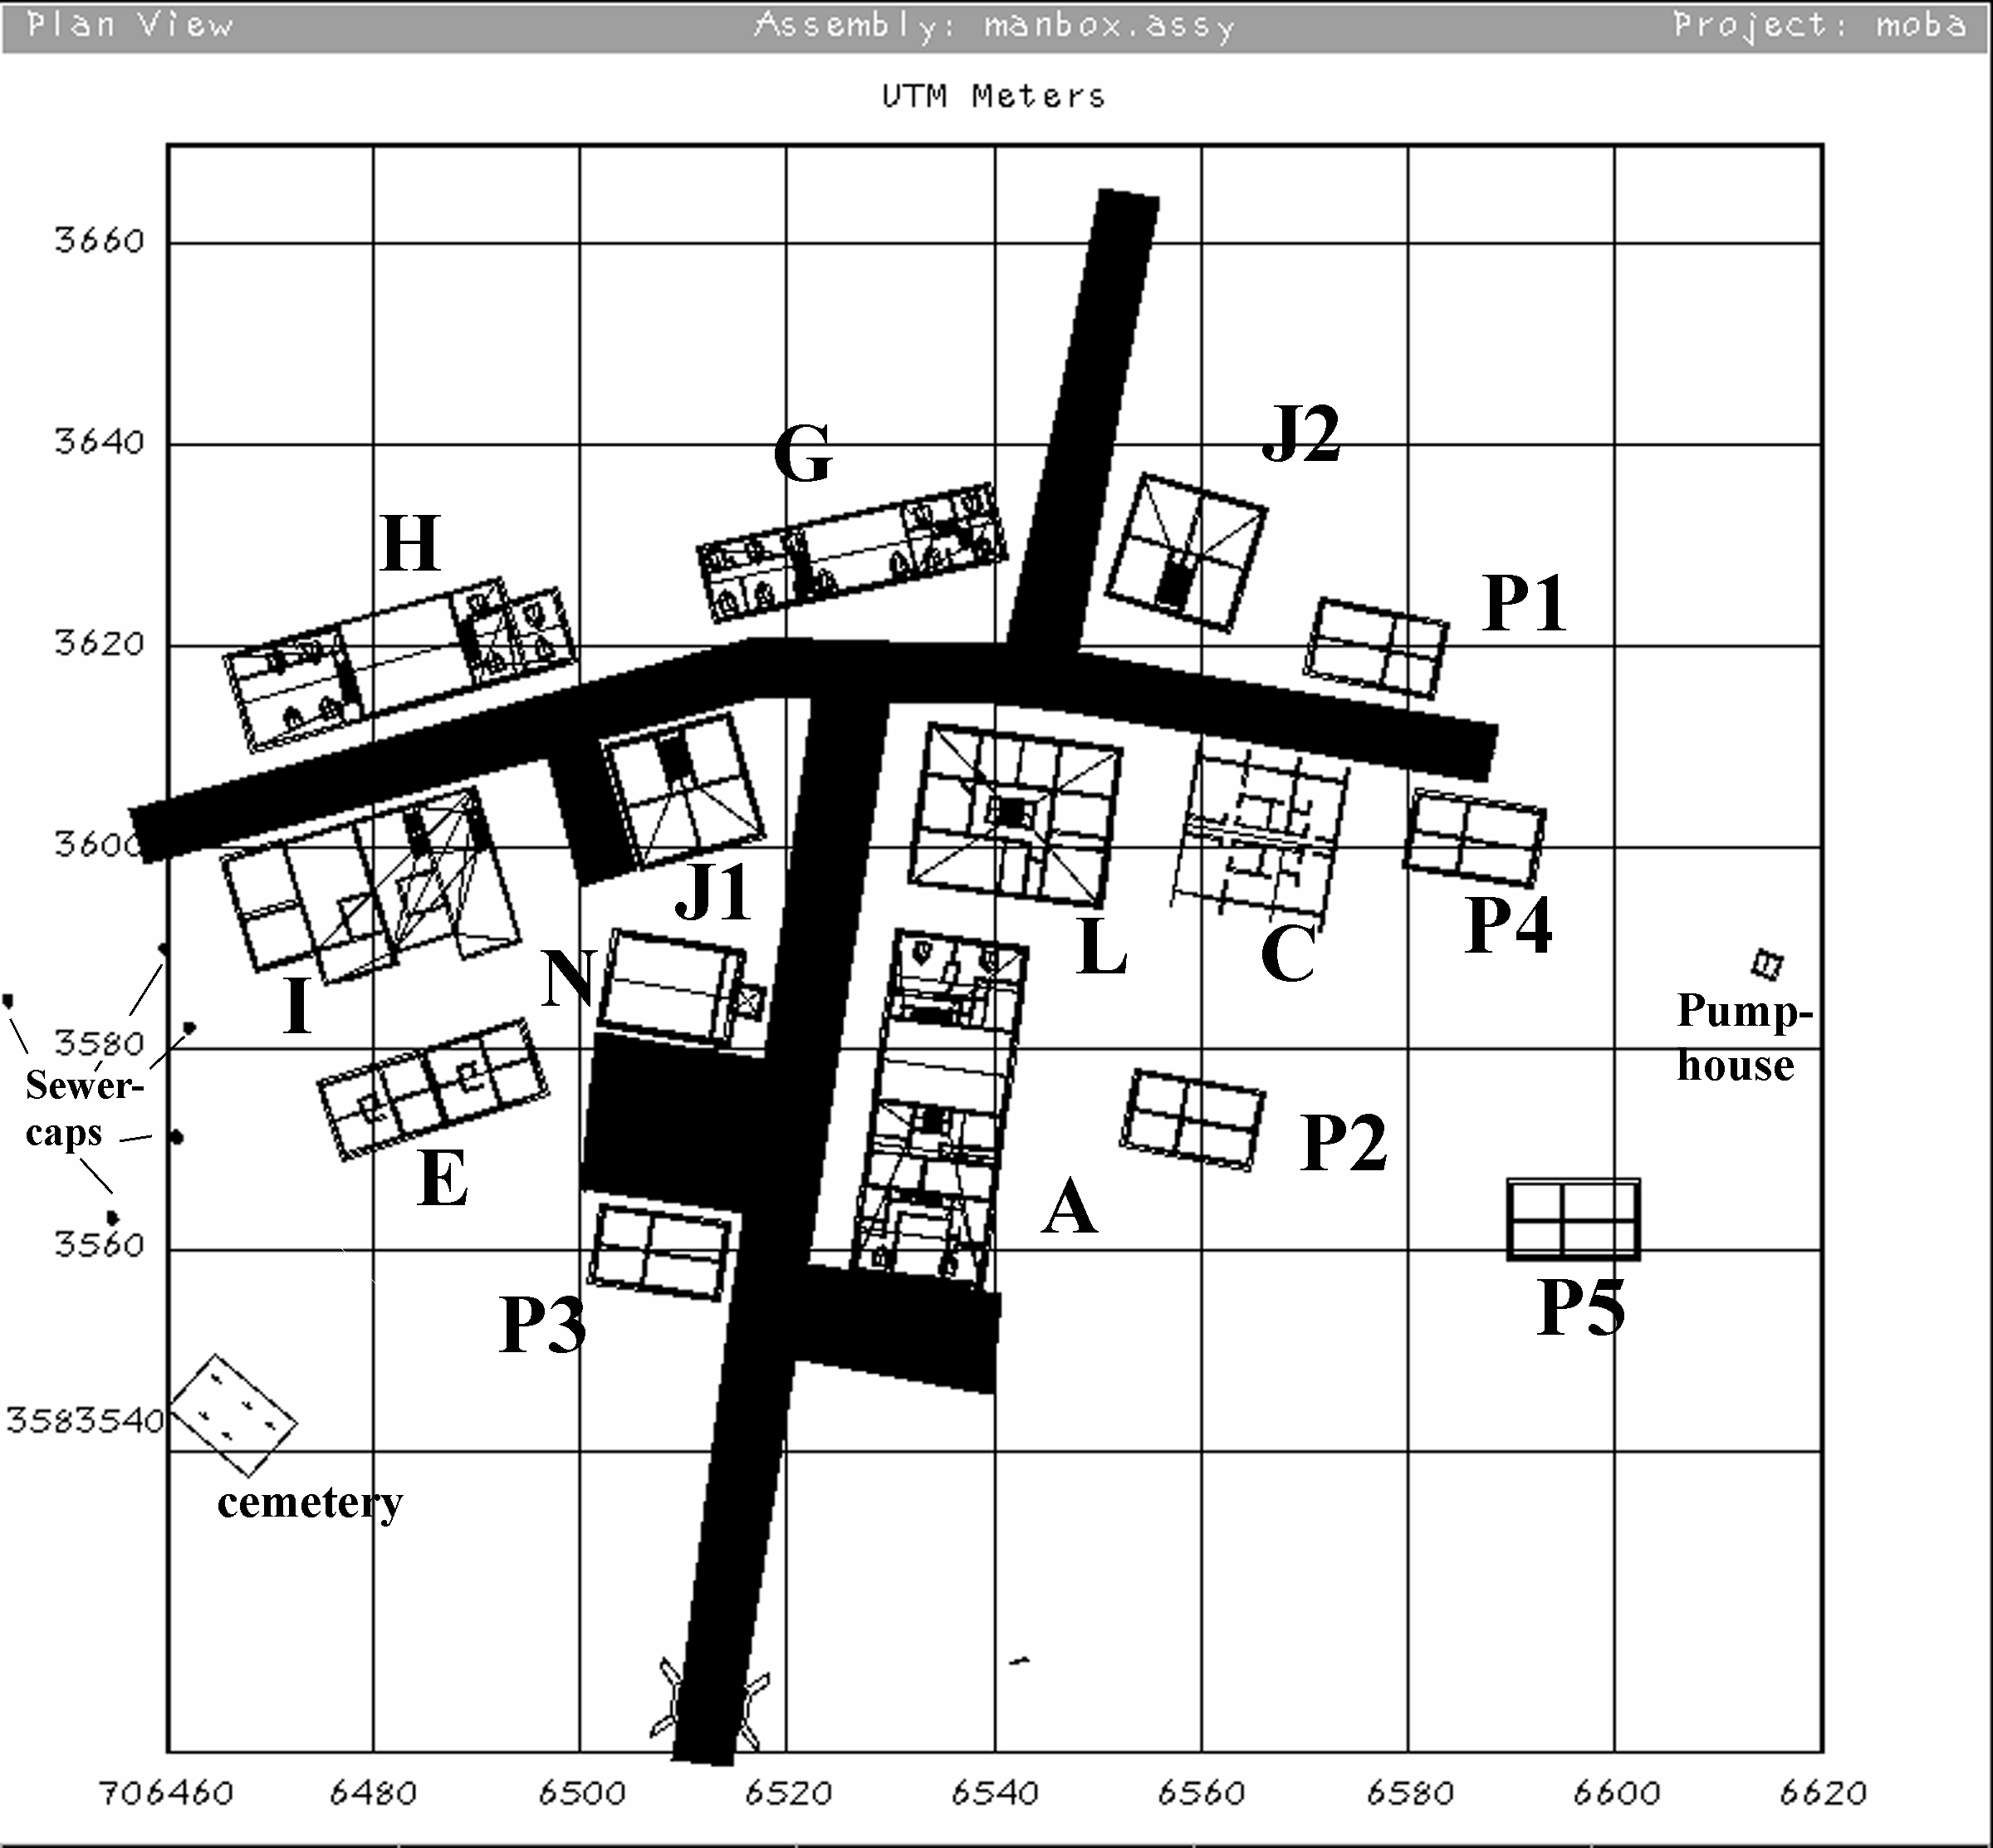 Plan View Assembly: manbox.assy Project: moba
UTM Meters
3660
3640
J2
G
H
P1
3620
3600
J1
L
C
P4
N
I
Pump-
house
3580
Sewer-
caps
P2
E
A
3560
P5
P3
3583540
cemetery
706460 6480 6500 6520 6540 6560 6580 6600 6620